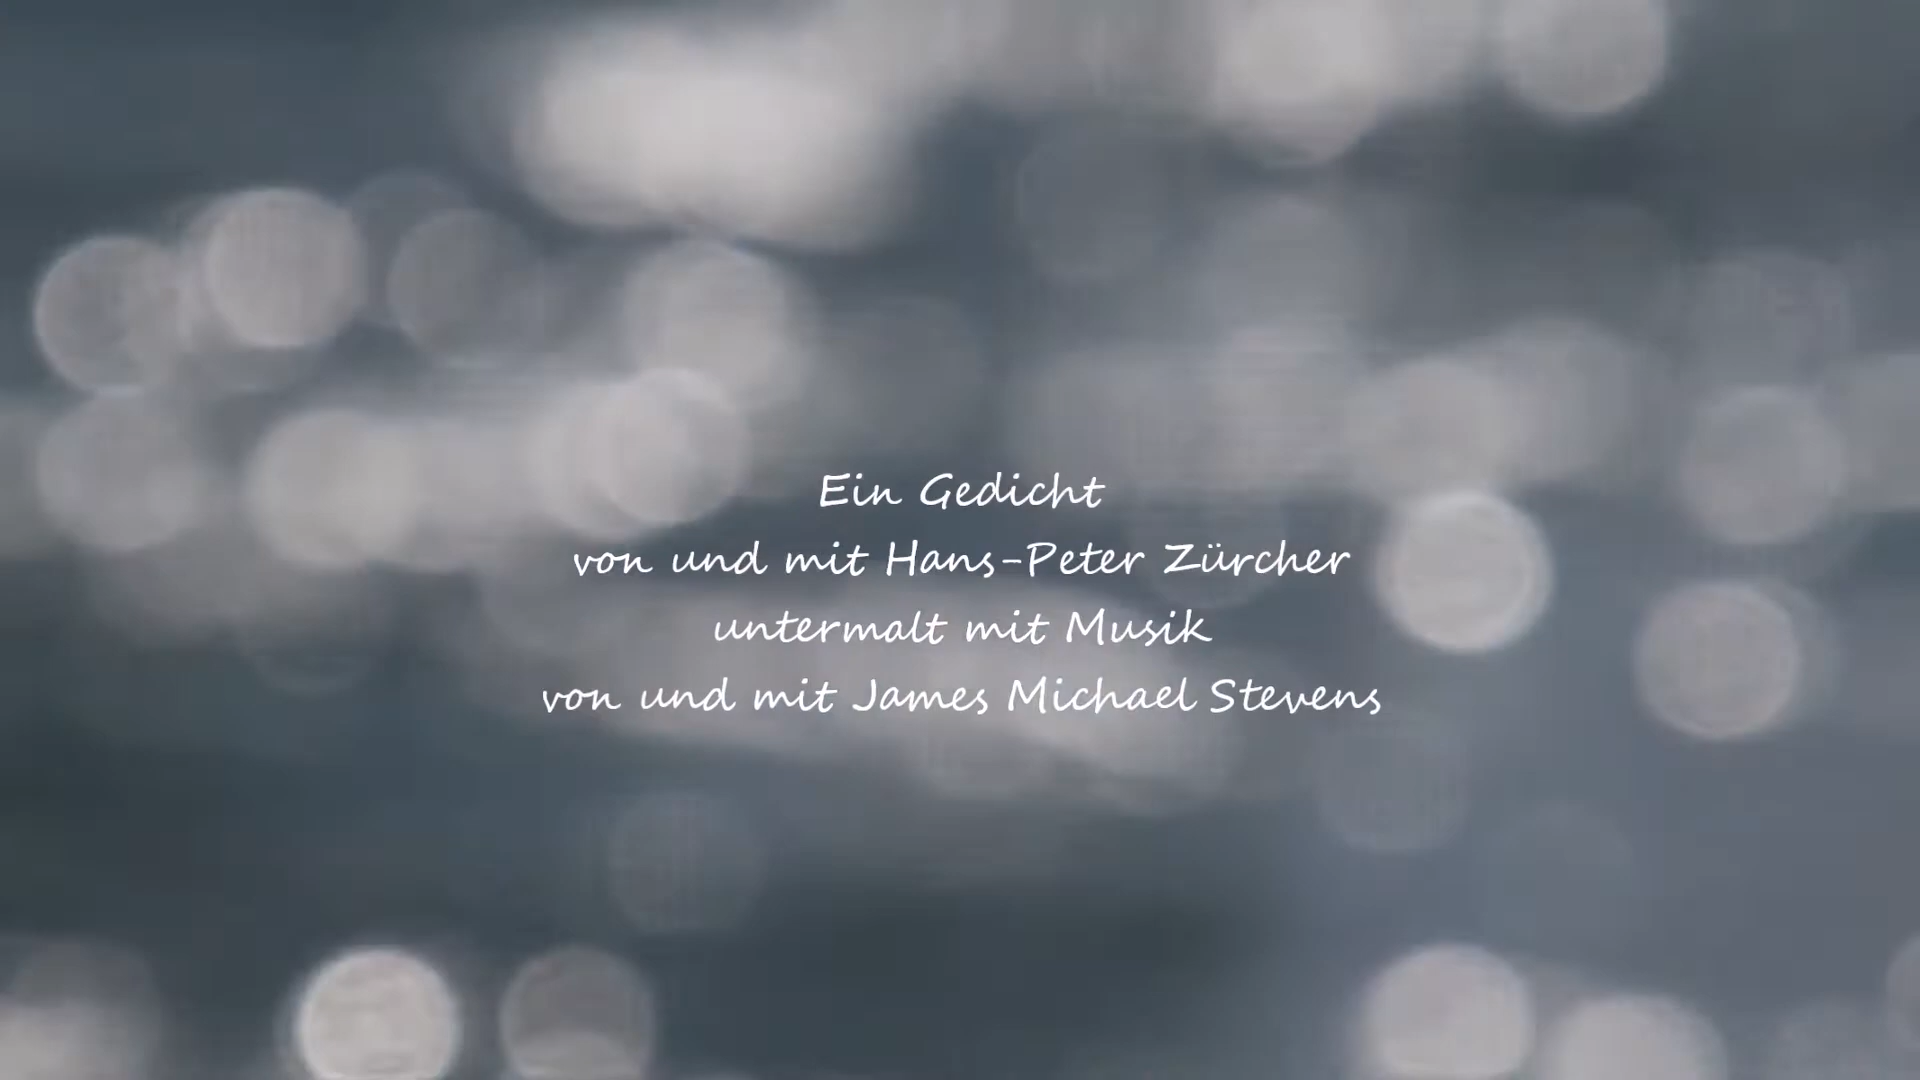 Ein Gedicht
von und mit Hans-Peter Zürcher
untermalt mit Musik
von und mit James Michael Stevens